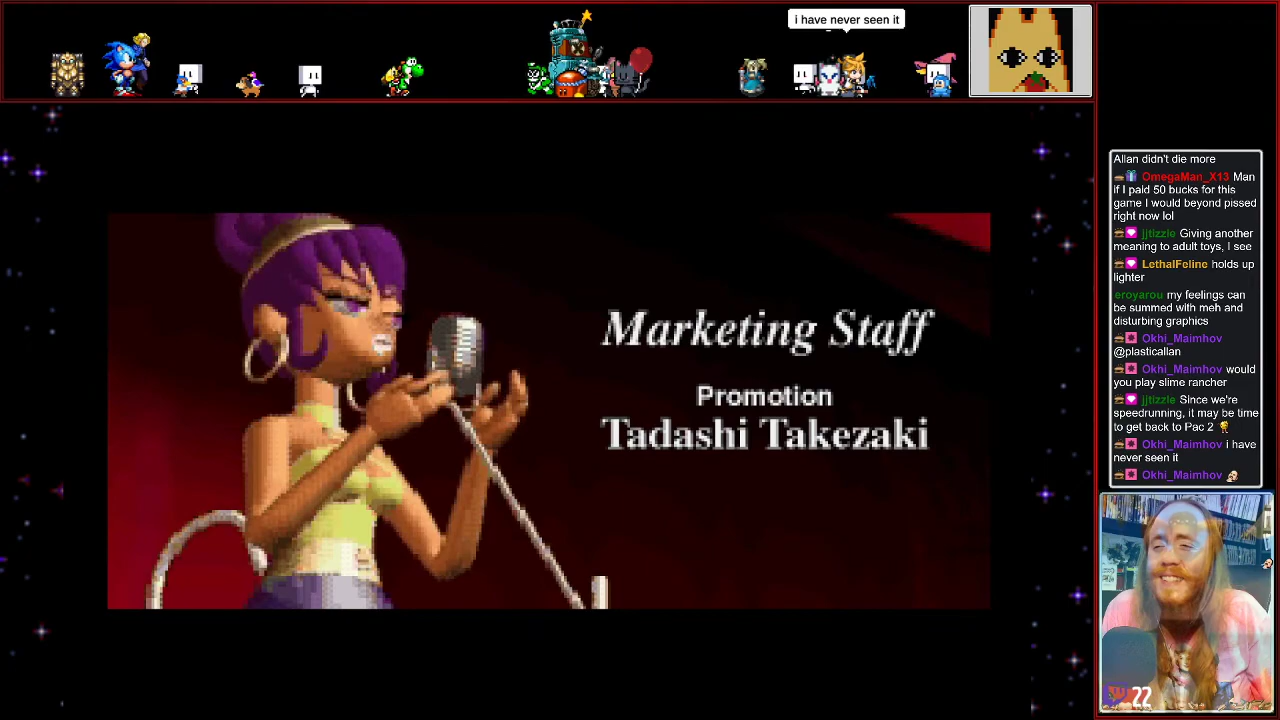 i have never seen it
Marketing Staff
Promotion
Tadashi Takezaki
Allan didn't die more
OmegaMan_X13 Man
if I paid 50 bucks for this
game I would beyond pissed
right now lol
jjtizzle Giving another
meaning to adult toys, I see
LethalFeline holds up
lighter
eroyarou my feelings can
be summed with meh and
disturbing graphics
Okhi_Maimhov
@plasticallan
Okhi_Maimhov would
you play slime rancher
jjtizzle Since we're
speedrunning, it may be time
to get back to Pac 2
Okhi_Maimhov i have
never seen it
Okhi_Maimhov
22